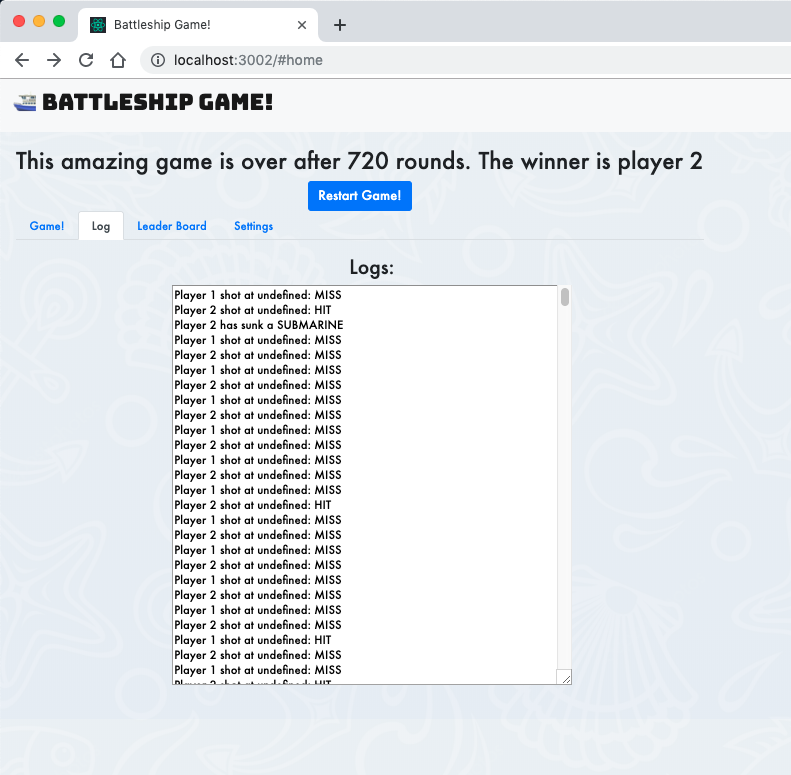 Battleship Game!
localhost:3002/#home
BATTLESHIP GAME!
This amazing game is over after 720 rounds. The winner is player 2
Restart Game!
Game! Log Leader Board Settings
Logs:
Player 1 shot at undefined: MISS
Player 2 shot at undefined: HIT
Player 2 has sunk a SUBMARINE
Player 1 shot at undefined: MISS
Player 2 shot at undefined: MISS
Player 1 shot at undefined: MISS
Player 2 shot at undefined: MISS
Player 1 shot at undefined: MISS
Player 2 shot at undefined: MISS
Player 1 shot at undefined: MISS
Player 2 shot at undefined: MISS
Player 1 shot at undefined: MISS
Player 2 shot at undefined: MISS
Player 1 shot at undefined: MISS
Player 2 shot at undefined: HIT
Player 1 shot at undefined: MISS
Player 2 shot at undefined: MISS
Player 1 shot at undefined: MISS
Player 2 shot at undefined: MISS
Player 1 shot at undefined: MISS
Player 2 shot at undefined: MISS
Player 1 shot at undefined: MISS
Player 2 shot at undefined: MISS
Player 1 shot at undefined: HIT
Player 2 shot at undefined: MISS
Player 1 shot at undefined: MISS
Player 2 shot at undefined: HIT